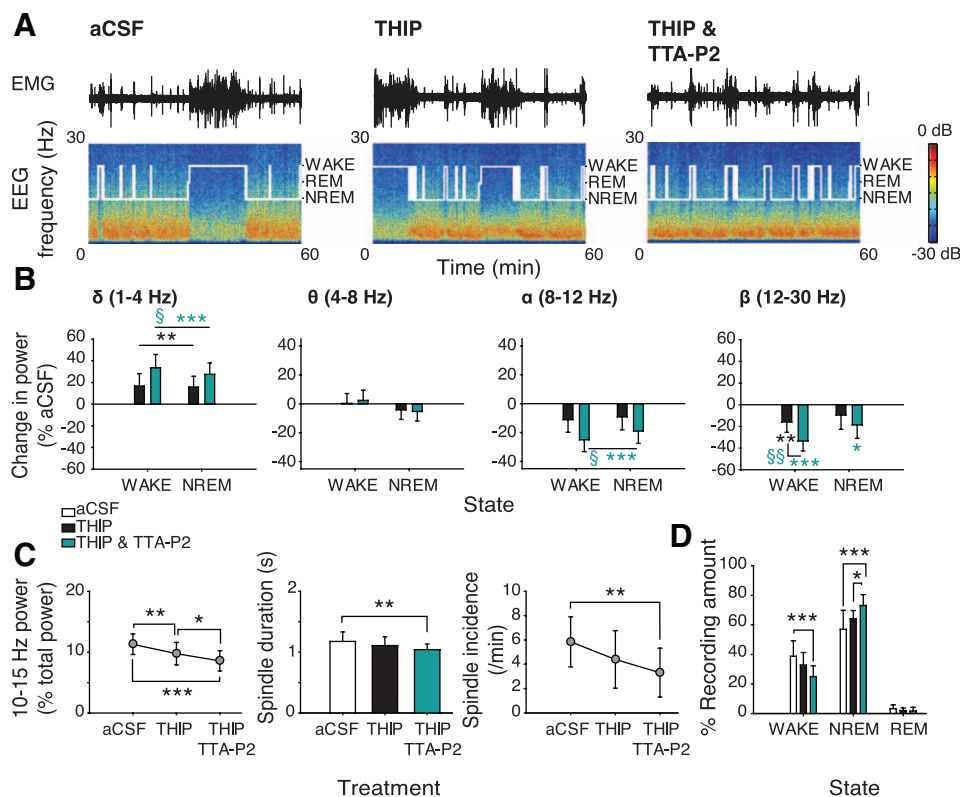 A
aCSF
THIP
THIP &
TTA-P2
EMG
EEG
frequency (Hz)
30
0
60
WAKE
REM
NREM
30
0
60
WAKE
REM
NREM
30
0
60
WAKE
REM
NREM
Time (min)
0 dB
-30 dB
B
δ (1-4 Hz)
θ (4-8 Hz)
α (8-12 Hz)
β (12-30 Hz)
Change in power
(% aCSF)
60
40
20
0
-20
-40
-60
§ ***
**
WAKE NREM
40
20
0
-20
-40
WAKE NREM
40
20
0
-20
-40
§ ***
WAKE NREM
60
40
20
0
-20
-40
-60
**
§§ ***
*
WAKE NREM
State
aCSF
THIP
THIP & TTA-P2
C
10-15 Hz power
(% total power)
20
10
0
**
*
***
aCSF THIP THIP
TTA-P2
Spindle duration (s)
2
1
0
**
aCSF THIP THIP
TTA-P2
Spindle incidence
(/min)
10
8
6
4
2
0
**
aCSF THIP THIP
TTA-P2
Treatment
D
% Recording amount
100
80
60
40
20
0
***
***
*
WAKE NREM REM
State